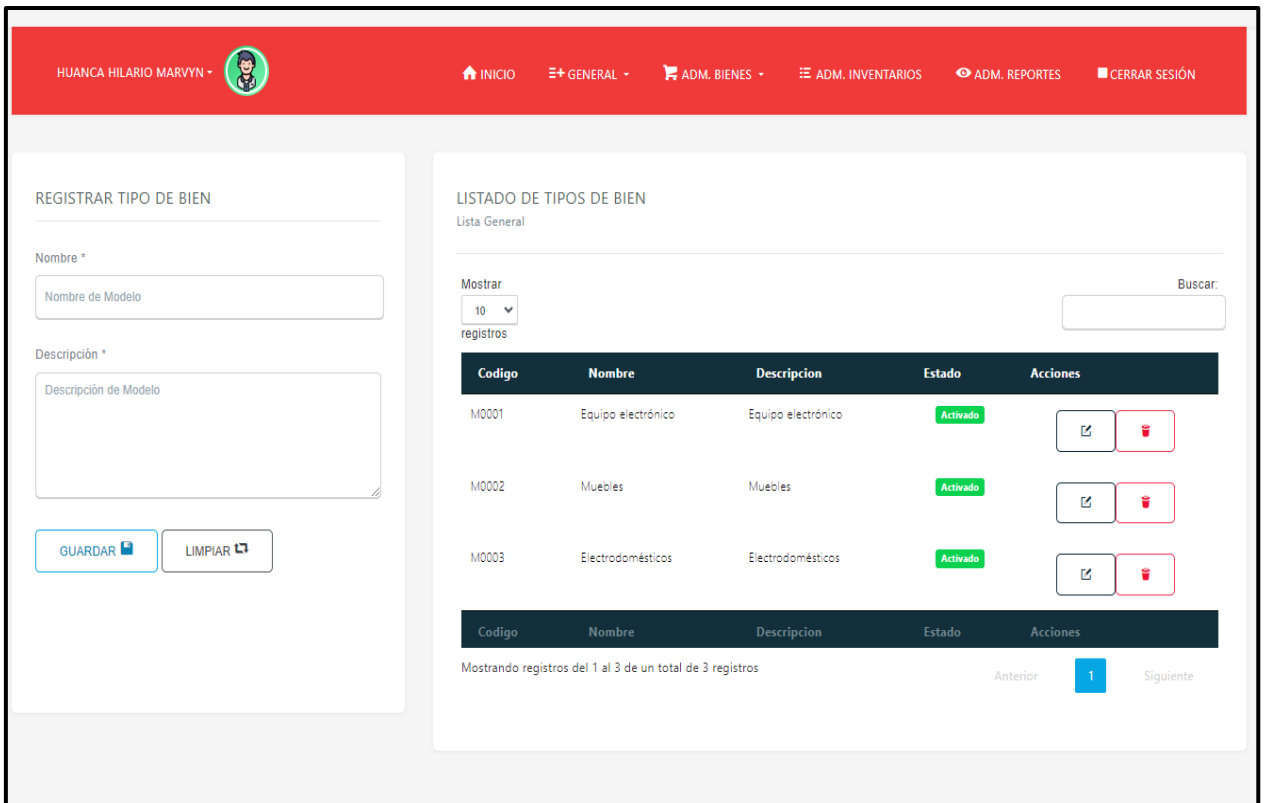 HUANCA HILARIO MARVYN
INICIO
GENERAL
ADM. BIENES
ADM. INVENTARIOS
ADM. REPORTES
CERRAR SESIÓN
REGISTRAR TIPO DE BIEN
Nombre *
Nombre de Modelo
Descripción *
Descripción de Modelo
GUARDAR
LIMPIAR
LISTADO DE TIPOS DE BIEN
Lista General
Mostrar
10
registros
Buscar:
Codigo Nombre Descripcion Estado Acciones
M0001 Equipo electrónico Equipo electrónico Activado
M0002 Muebles Muebles Activado
M0003 Electrodomésticos Electrodomésticos Activado
Codigo Nombre Descripcion Estado Acciones
Mostrando registros del 1 al 3 de un total de 3 registros
Anterior 1 Siguiente